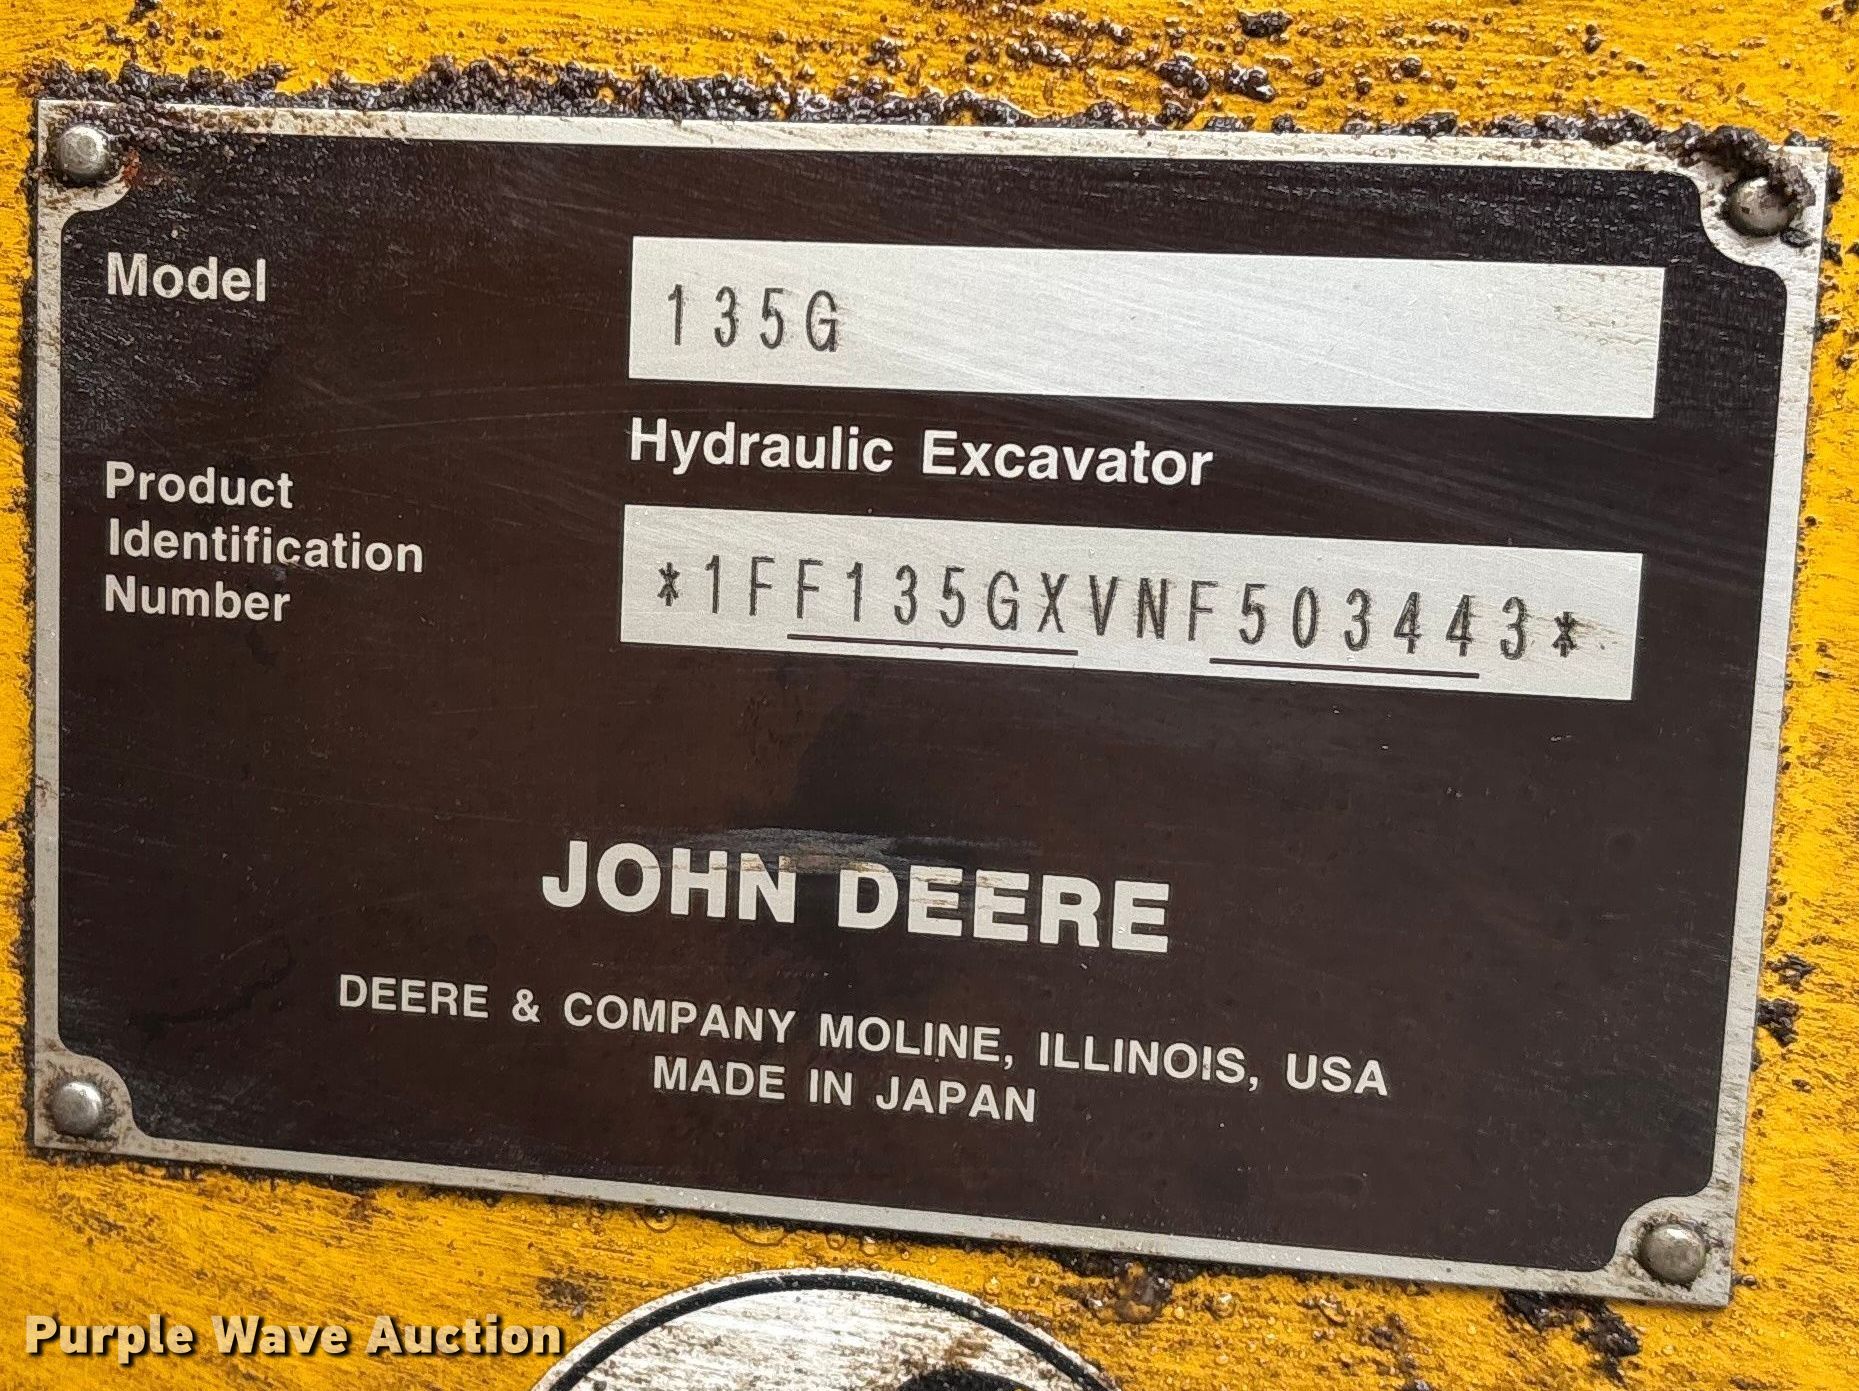 Model
135G
Hydraulic Excavator
Product
Identification
Number
*1FF135GXVNF503443*
JOHN DEERE
DEERE & COMPANY MOLINE, ILLINOIS, USA
MADE IN JAPAN
Purple Wave Auction